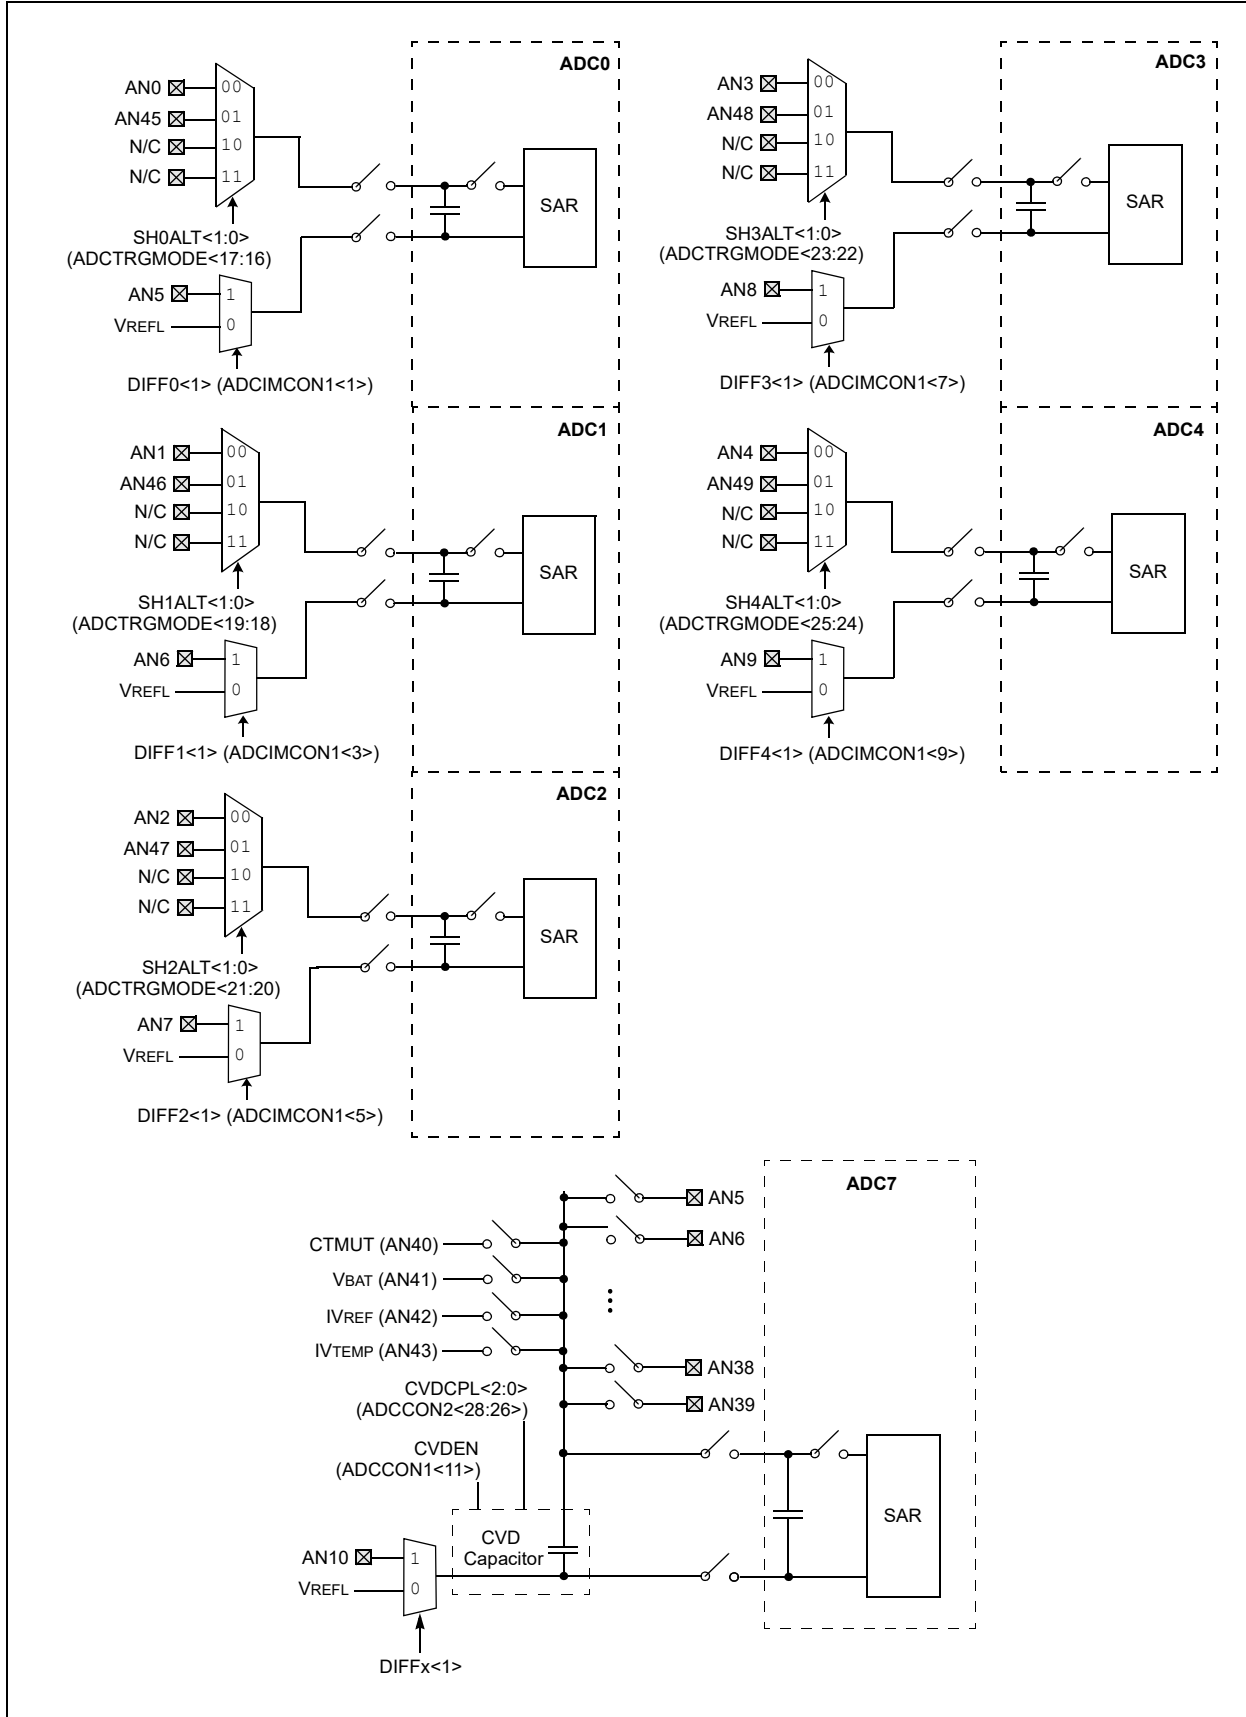 ADC0
AN0 00
AN45 01
N/C 10
N/C 11
SAR
SH0ALT<1:0>
(ADCTRGMODE<17:16)
AN5 1
VREFL 0
DIFF0<1> (ADCIMCON1<1>)
ADC3
AN3 00
AN48 01
N/C 10
N/C 11
SAR
SH3ALT<1:0>
(ADCTRGMODE<23:22)
AN8 1
VREFL 0
DIFF3<1> (ADCIMCON1<7>)
ADC1
AN1 00
AN46 01
N/C 10
N/C 11
SAR
SH1ALT<1:0>
(ADCTRGMODE<19:18)
AN6 1
VREFL 0
DIFF1<1> (ADCIMCON1<3>)
ADC4
AN4 00
AN49 01
N/C 10
N/C 11
SAR
SH4ALT<1:0>
(ADCTRGMODE<25:24)
AN9 1
VREFL 0
DIFF4<1> (ADCIMCON1<9>)
ADC2
AN2 00
AN47 01
N/C 10
N/C 11
SAR
SH2ALT<1:0>
(ADCTRGMODE<21:20)
AN7 1
VREFL 0
DIFF2<1> (ADCIMCON1<5>)
ADC7
AN5
AN6
CTMUT (AN40)
VBAT (AN41)
IVREF (AN42)
IVTEMP (AN43)
AN38
AN39
CVDCPL<2:0>
(ADCCON2<28:26>)
CVDEN
(ADCCON1<11>)
SAR
CVD
Capacitor
AN10 1
VREFL 0
DIFFx<1>